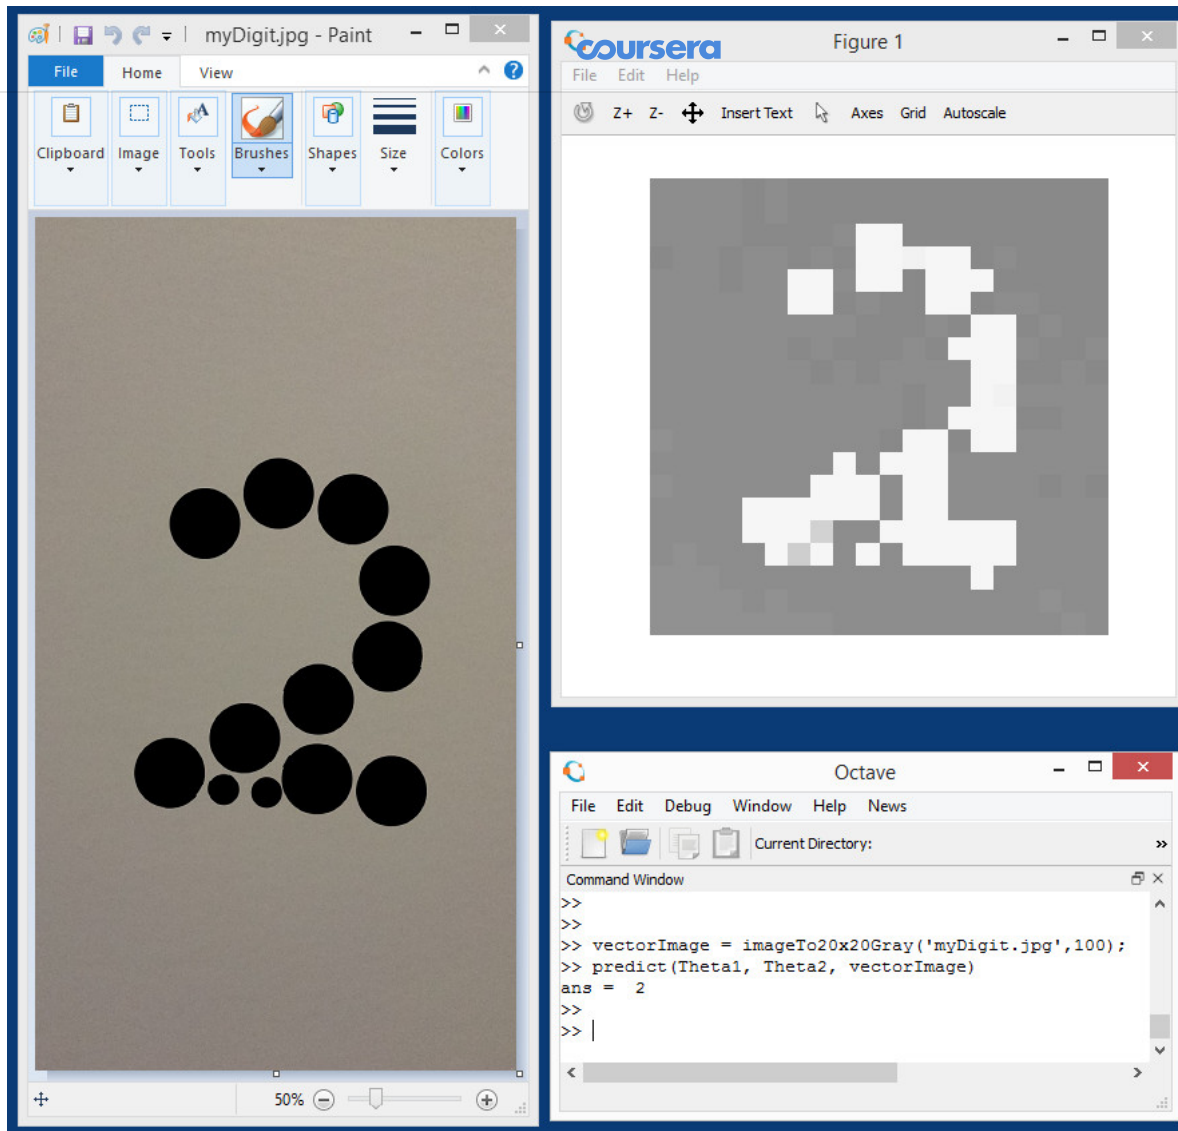 myDigit.jpg - Paint
File Home View
Clipboard Image Tools Brushes Shapes Size Colors
50%
coursera
Figure 1
File Edit Help
Z+ Z- Insert Text Axes Grid Autoscale
Octave
File Edit Debug Window Help News
Current Directory: »
Command Window
>>
>>
>> vectorImage = imageTo20x20Gray('myDigit.jpg',100);
>> predict(Theta1, Theta2, vectorImage)
ans =  2
>>
>>